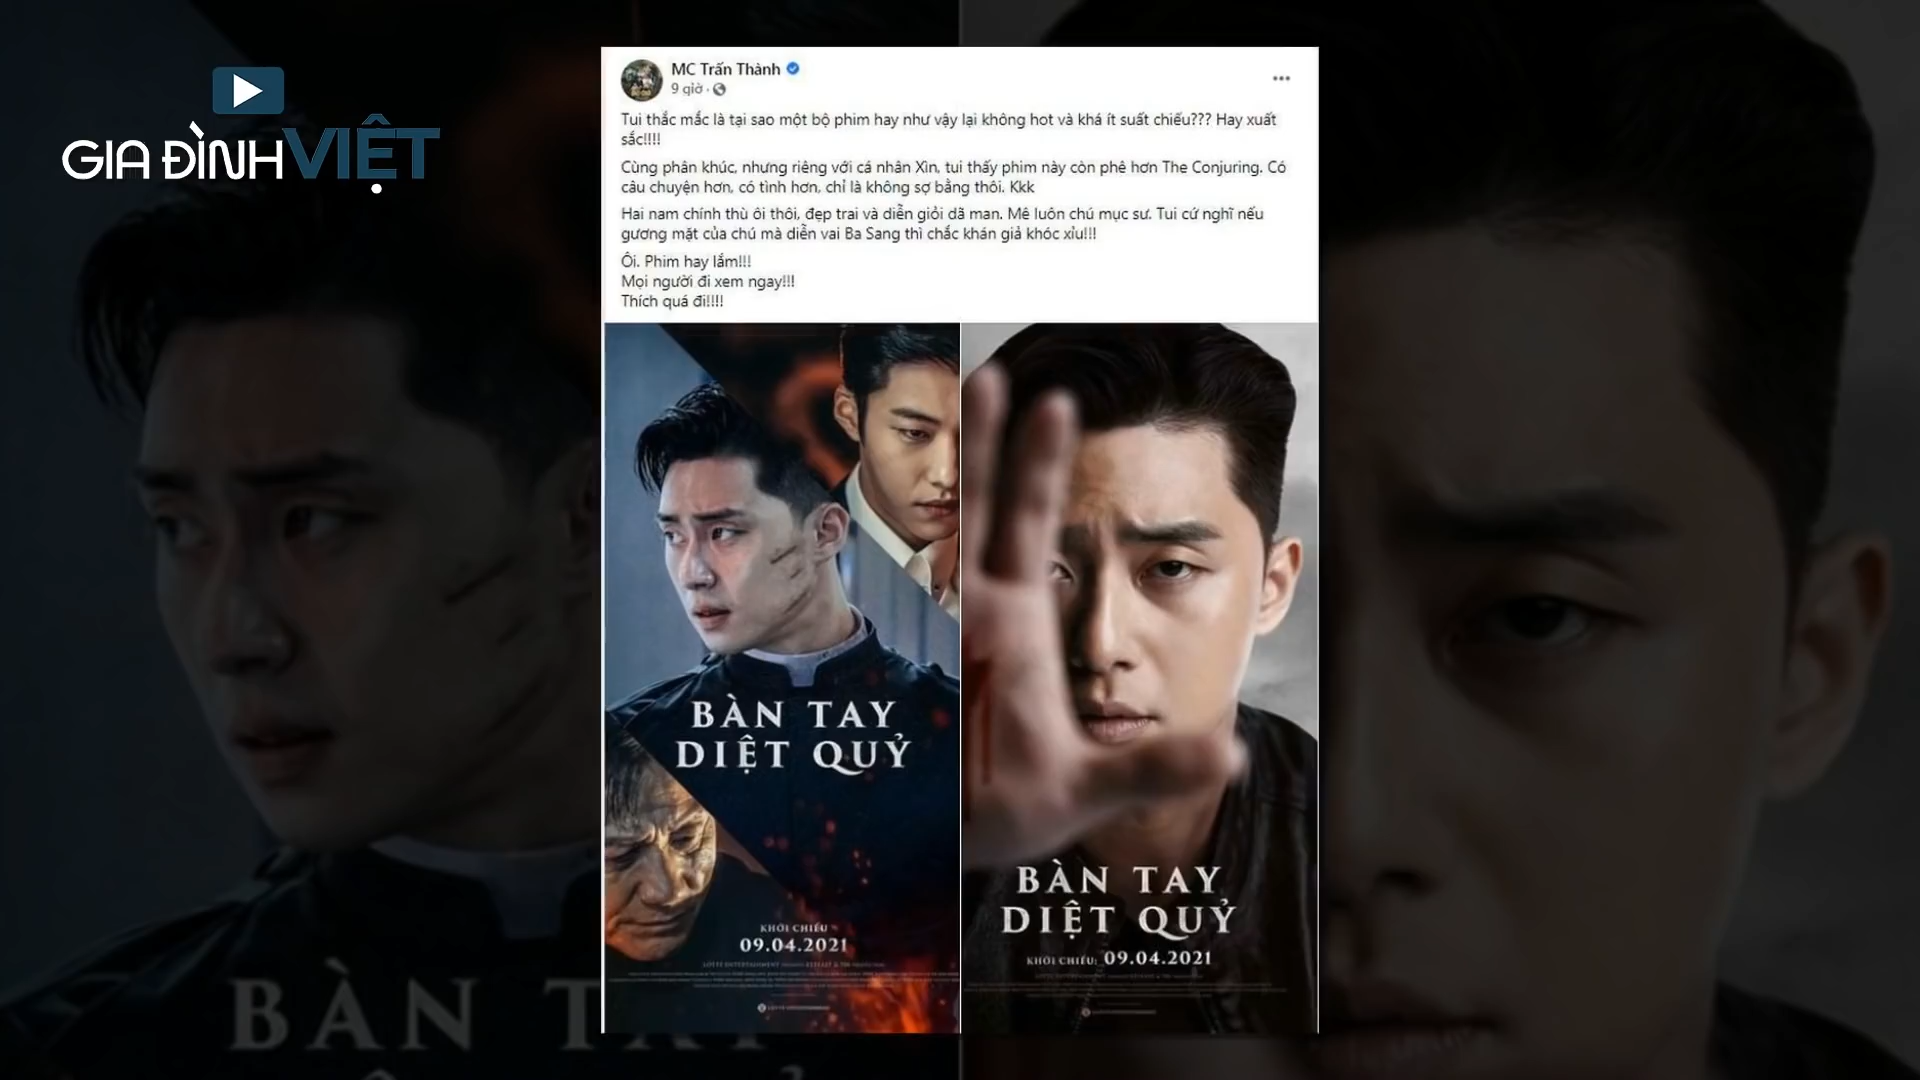 GIA ĐÌNH VIỆT
MC Trấn Thành
9 giờ ·
Tui thắc mắc là tại sao một bộ phim hay như vậy lại không hot và khá ít suất chiếu??? Hay xuất
sắc!!!!
Cùng phân khúc, nhưng riêng với cá nhân Xìn, tui thấy phim này còn phê hơn The Conjuring. Có
câu chuyện hơn, có tình hơn, chỉ là không sợ bằng thôi. Kkk
Hai nam chính thù ôi thôi, đẹp trai và diễn giỏi dã man. Mê luôn chú mục sư. Tui cứ nghĩ nếu
gương mặt của chú mà diễn vai Ba Sang thì chắc khán giả khóc xỉu!!!
Ôi. Phim hay lắm!!!
Mọi người đi xem ngay!!!
Thích quá đi!!!!
BÀN TAY
DIỆT QUỶ
KHỞI CHIẾU
09.04.2021
BÀN TAY
DIỆT QUỶ
KHỞI CHIẾU: 09.04.2021
BÀN TAY